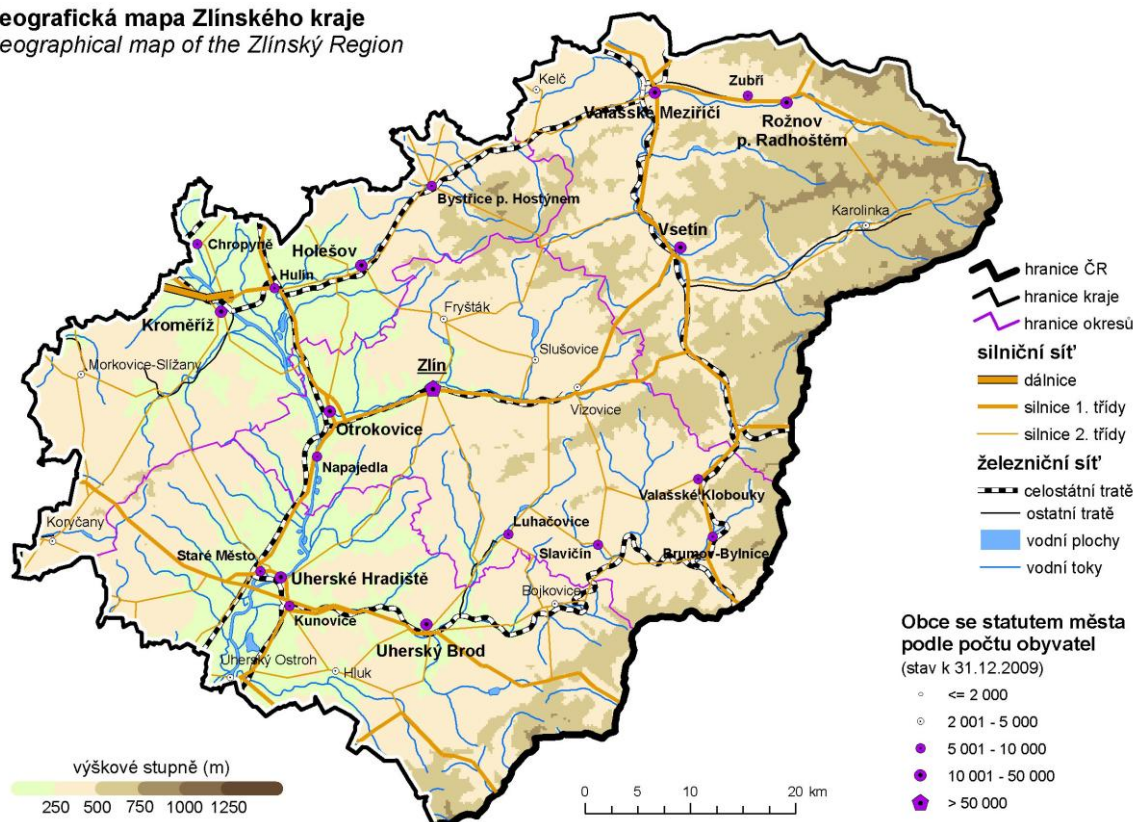 eografická mapa Zlínského kraje
eographical map of the Zlínský Region
Kelč
Zubří
Valašské Meziříčí
Rožnov
p. Radhoštěm
Bystřice p. Hostýnem
Karolinka
Vsetín
Chropyně
Holešov
Hulín
Kroměříž
Fryšták
Slušovice
Morkovice-Slížany
Zlín
Vizovice
Otrokovice
Napajedla
Valašské Klobouky
Koryčany
Luhačovice
Slavičín
Brumov-Bylnice
Staré Město
Uherské Hradiště
Bojkovice
Kunovice
Uherský Brod
Uherský Ostroh
Hluk
hranice ČR
hranice kraje
hranice okresů
silniční síť
dálnice
silnice 1. třídy
silnice 2. třídy
železniční síť
celostátní tratě
ostatní tratě
vodní plochy
vodní toky
Obce se statutem města
podle počtu obyvatel
(stav k 31.12.2009)
<= 2 000
2 001 - 5 000
5 001 - 10 000
10 001 - 50 000
> 50 000
výškové stupně (m)
250 500 750 1000 1250
0 5 10 20 km